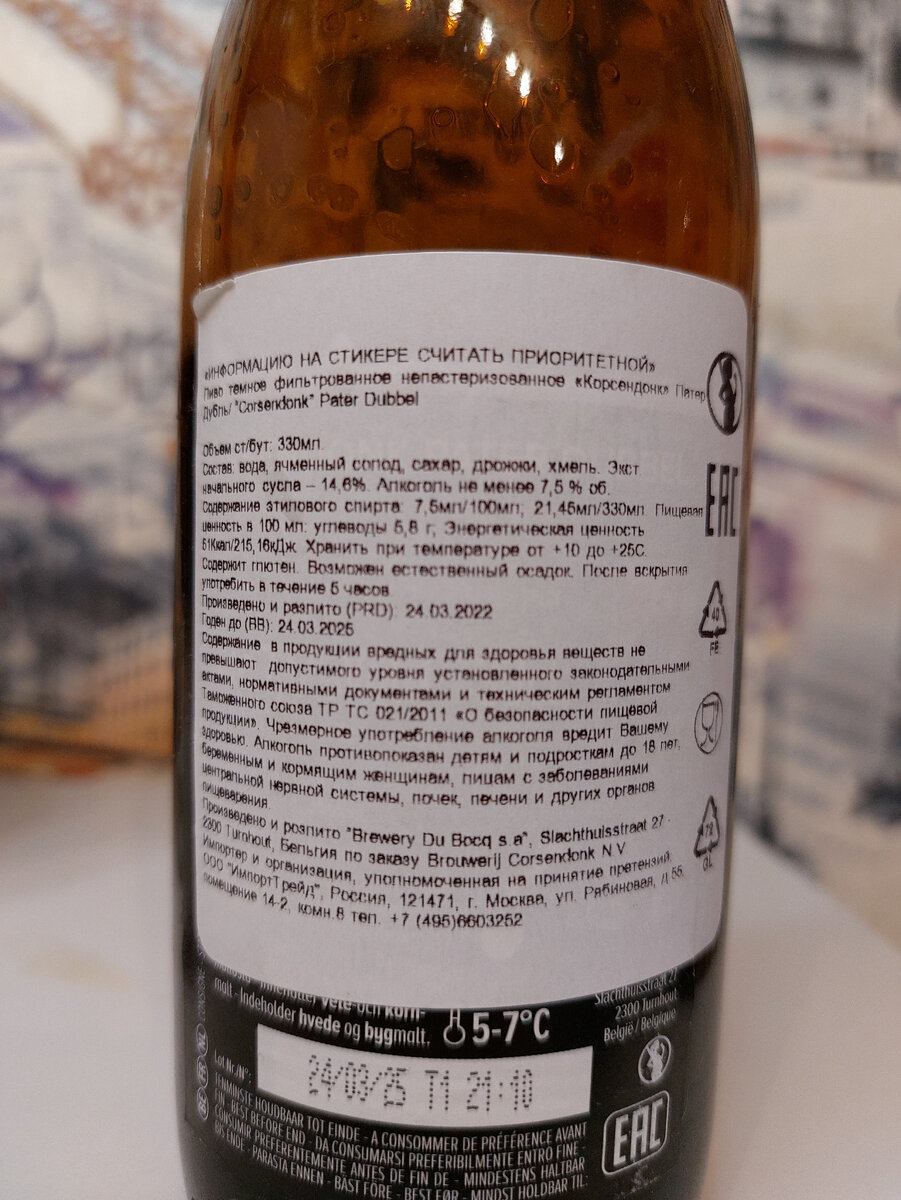 «ИНФОРМАЦИЮ НА СТИКЕРЕ СЧИТАТЬ ПРИОРИТЕТНОЙ»
Пиво темное фильтрованное непастеризованное «Корсендонк» Патер
Дубль/ "Corsendonk" Pater Dubbel
Объем ст/бут: 330мл.
Состав: вода, ячменный солод, сахар, дрожжи, хмель. Экст.
начального сусла – 14,6%. Алкоголь не менее 7,5 % об.
Содержание этилового спирта: 7,5мл/100мл; 21,45мл/330мл. Пищевая
ценность в 100 мл: углеводы 5,8 г; Энергетическая ценность
51Ккал/215,16кДж. Хранить при температуре от +10 до +25С.
Содержит глютен. Возможен естественный осадок. После вскрытия
употребить в течение 5 часов
Произведено и разлито (PRD): 24.03.2022
Годен до (BB): 24.03.2025
Содержание в продукции вредных для здоровья веществ не
превышают допустимого уровня установленного законодательными
актами, нормативными документами и техническим регламентом
Таможенного союза ТР ТС 021/2011 «О безопасности пищевой
продукции». Чрезмерное употребление алкоголя вредит Вашему
здоровью. Алкоголь противопоказан детям и подросткам до 18 лет,
беременным и кормящим женщинам, лицам с заболеваниями
центральной нервной системы, почек, печени и других органов
пищеварения.
Произведено и розлито "Brewery Du Bocq s a", Slachthuisstraat 27 -
2300 Turnhout, Бельгия по заказу Brouwerij Corsendonk N.V
Импортер и организация, уполномоченная на принятие претензий:
ООО "ИмпортТрейд", Россия, 121471, г. Москва, ул. Рябиновая, д.55,
помещение 14-2, комн.8 тел. +7 (495)6603252
EAC
40
FE
GL
vete- och korn-
malt - Indeholder hvede og bygmalt.
5-7°C
Slachthuisstraat 27
2300 Turnhout
België / Belgique
Lot Nr./N°:
24/03/25 T1 21:10
TENMINSTE HOUDBAAR TOT EINDE - A CONSOMMER DE PRÉFÉRENCE AVANT
FIN - BEST BEFORE END - DA CONSUMARSI PREFERIBILMENTE ENTRO FINE -
CONSUMIR PREFERENTEMENTE ANTES DE FIN DE - MINDESTENS HALTBAR
BIS ENDE - PARASTA ENNEN - BÄST FÖRE - BEST FØR - MINDST HOLDBAR TIL:
EAC